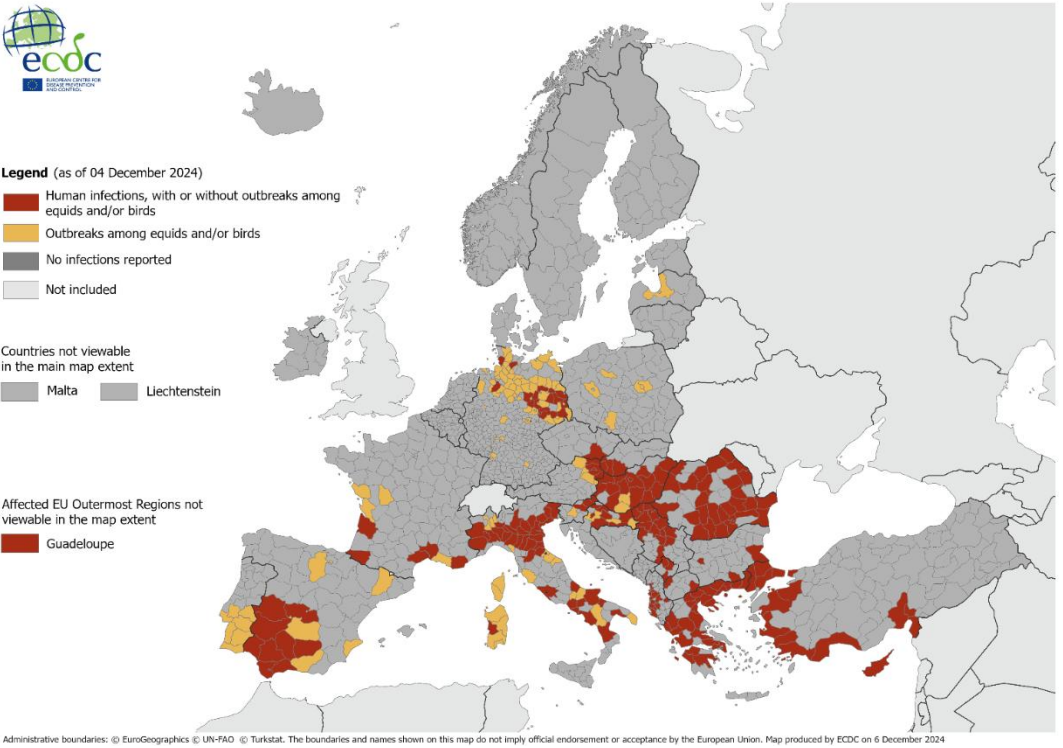 ecdc
EUROPEAN CENTRE FOR
DISEASE PREVENTION
AND CONTROL
Legend (as of 04 December 2024)
Human infections, with or without outbreaks among
equids and/or birds
Outbreaks among equids and/or birds
No infections reported
Not included
Countries not viewable
in the main map extent
Malta
Liechtenstein
Affected EU Outermost Regions not
viewable in the map extent
Guadeloupe
Administrative boundaries: © EuroGeographics © UN-FAO © Turkstat. The boundaries and names shown on this map do not imply official endorsement or acceptance by the European Union. Map produced by ECDC on 6 December 2024